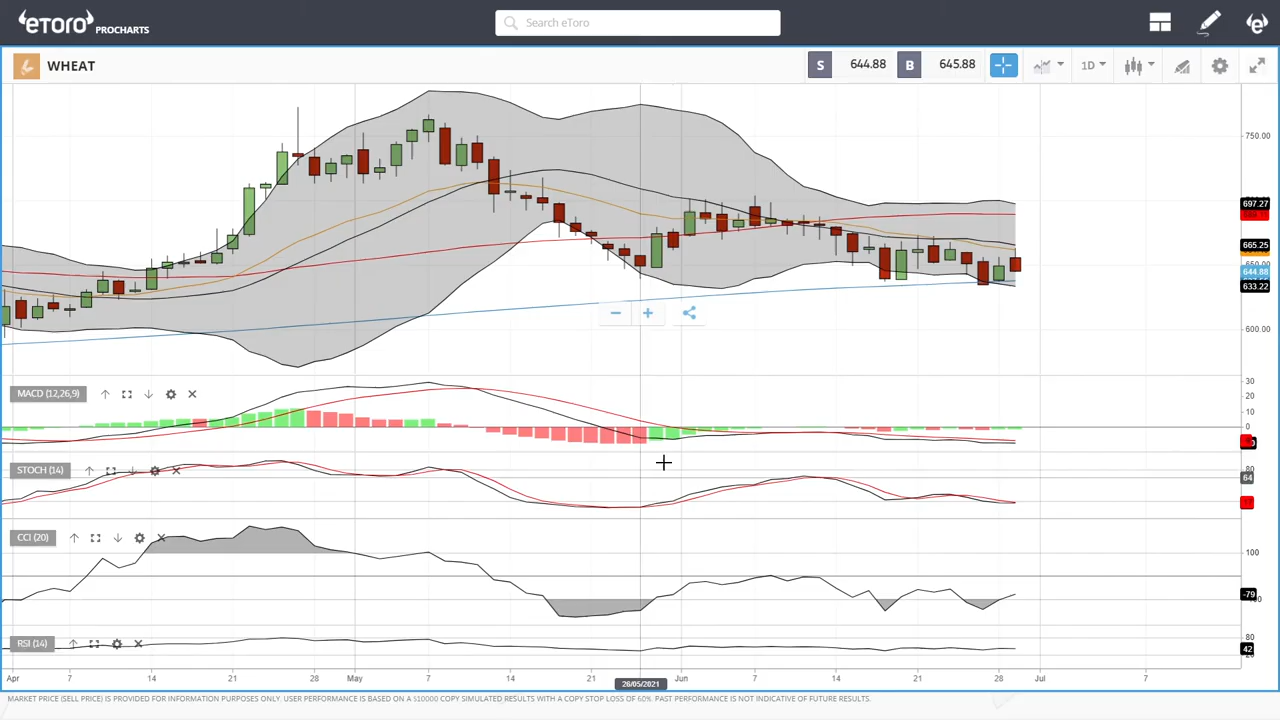 eToro PROCHARTS
Search eToro
WHEAT
S 644.88 B 645.88
1D
750.00
697.27
665.25
650.00
644.88
633.22
600.00
MACD (12,26,9)
30
20
10
0
STOCH (14)
80
64
CCI (20)
100
-79
RSI (14)
80
42
Apr 7 14 21 28 May 7 14 21 26/05/2021 Jun 7 14 21 28 Jul 7
MARKET PRICE (SELL PRICE) IS PROVIDED FOR INFORMATION PURPOSES ONLY. USER PERFORMANCE IS BASED ON A $10000 COPY SIMULATED RESULTS WITH A COPY STOP LOSS OF 60%. PAST PERFORMANCE IS NOT INDICATIVE OF FUTURE RESULTS.